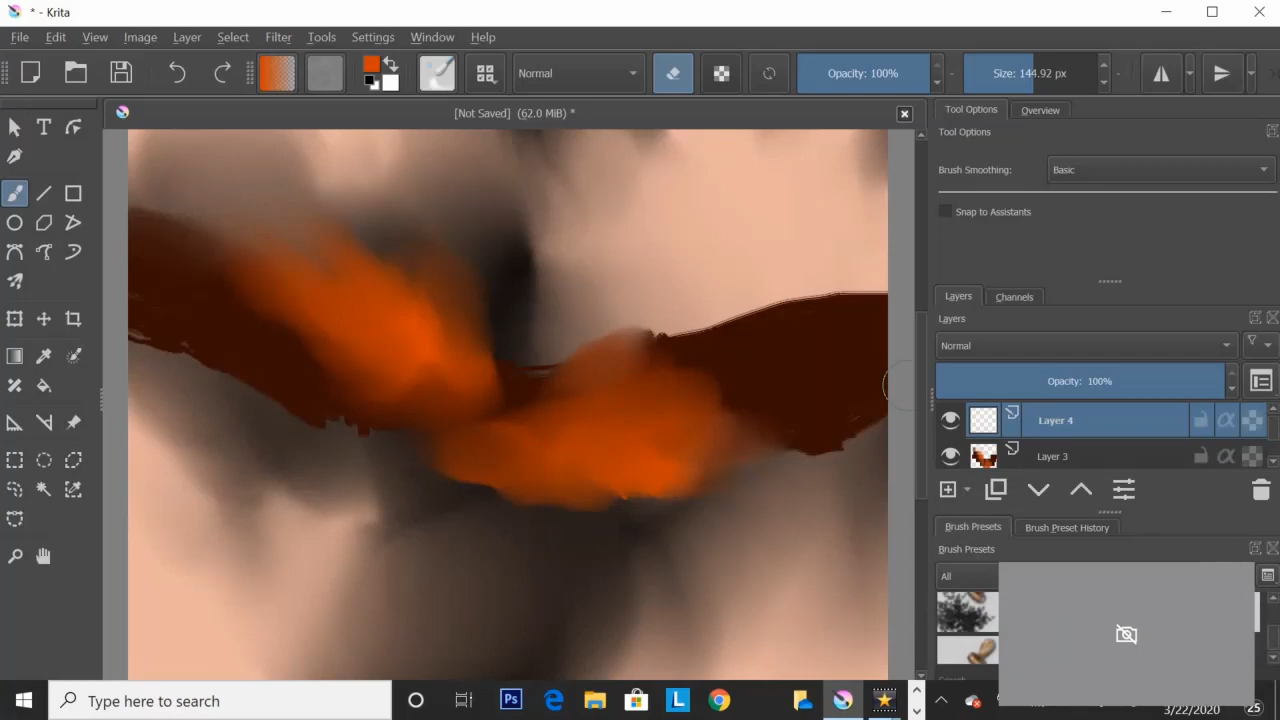 * - Krita
File Edit View Image Layer Select Filter Tools Settings Window Help
Normal Opacity: 100% Size: 144.92 px
[Not Saved] (62.0 MiB) *
Tool Options Overview
Tool Options
Brush Smoothing: Basic
Snap to Assistants
Layers Channels
Layers
Normal
Opacity: 100%
Layer 4
Layer 3
Brush Presets Brush Preset History
Brush Presets
All
Type here to search
Ps
L
3/22/2020
25